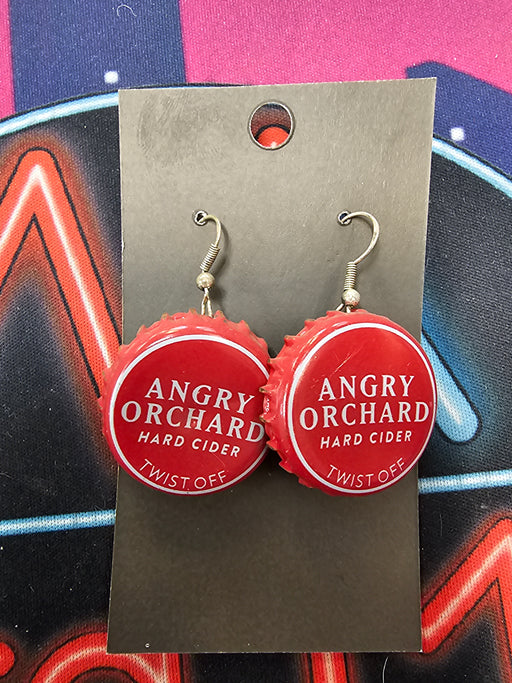 ANGRY
ORCHARD
HARD CIDER
TWIST OFF
ANGRY
ORCHARD
HARD CIDER
TWIST OFF